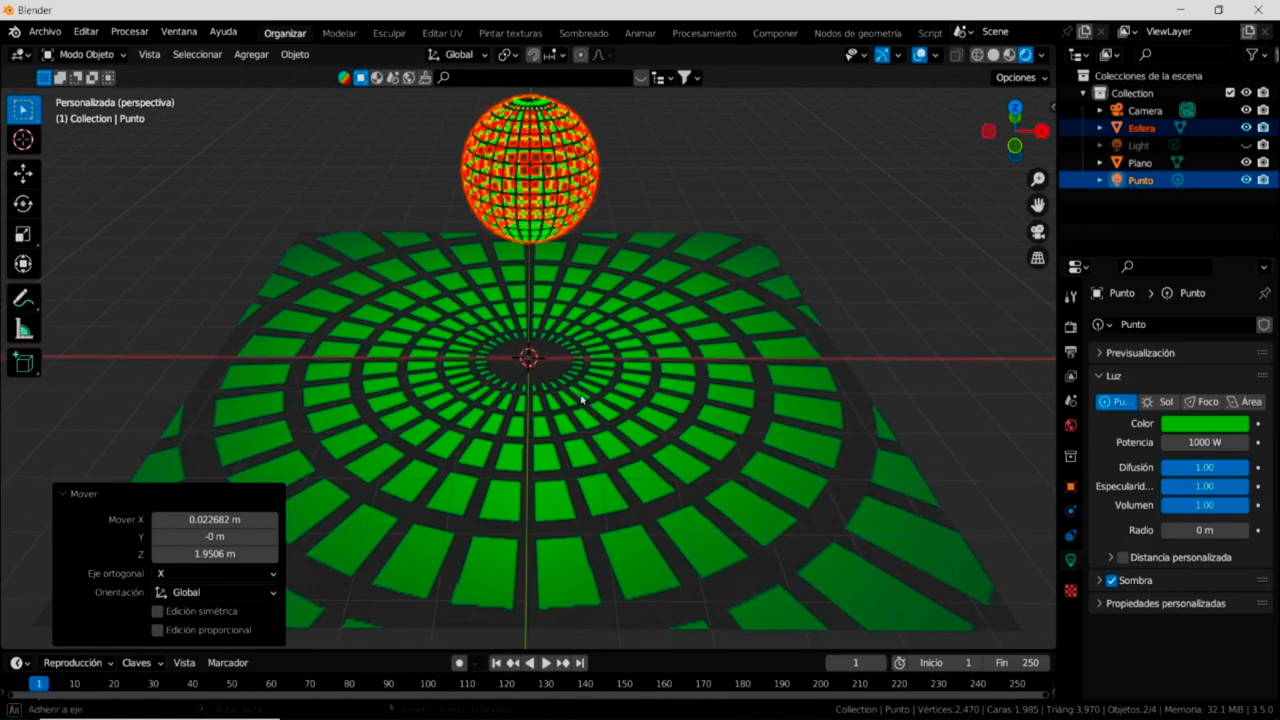 Blender
Archivo Editar Procesar Ventana Ayuda Organizar Modelar Esculpir Editar UV Pintar texturas Sombreado Animar Procesamiento Componer Nodos de geometría Script Scene ViewLayer
Modo Objeto Vista Seleccionar Agregar Objeto Global
Opciones
Personalizada (perspectiva)
(1) Collection | Punto
Z
Colecciones de la escena
Collection
Camera
Esfera
Light
Plano
Punto
Punto Punto
Punto
Previsualización
Luz
Pu... Sol Foco Área
Color
Potencia 1000 W
Difusión 1.00
Especularid... 1.00
Volumen 1.00
Radio 0 m
Distancia personalizada
Sombra
Propiedades personalizadas
Mover
Mover X 0.022682 m
Y -0 m
Z 1.9506 m
Eje ortogonal X
Orientación Global
Edición simétrica
Edición proporcional
Reproducción Claves Vista Marcador 1 Inicio 1 Fin 250
1 10 20 30 40 50 60 70 80 90 100 110 120 130 140 150 160 170 180 190 200 210 220 230 240 250
Adherir a eje
Collection | Punto | Vértices:2,470 | Caras:1,985 | Triáng:3,970 | Objetos:2/4 | Memoria: 32.1 MiB | 3.5.0